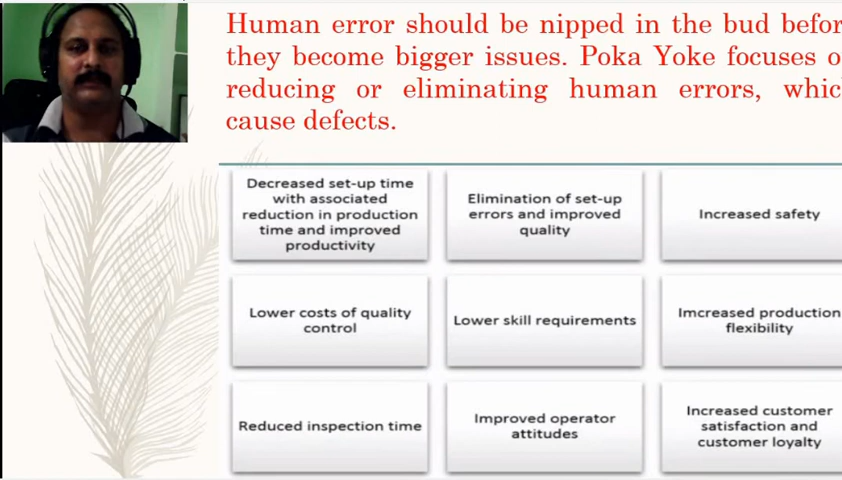 Human error should be nipped in the bud befor
they become bigger issues. Poka Yoke focuses o
reducing or eliminating human errors, whic
cause defects.
Decreased set-up time
with associated
reduction in production
time and improved
productivity
Elimination of set-up
errors and improved
quality
Increased safety
Lower costs of quality
control
Lower skill requirements
Imcreased production
flexibility
Reduced inspection time
Improved operator
attitudes
Increased customer
satisfaction and
customer loyalty